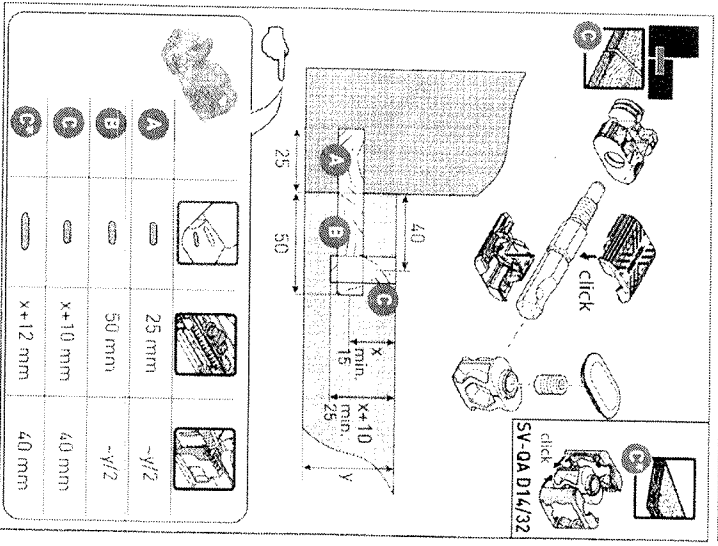 C
click
C*
click
SV-QA D14/32
25
50
40
A
B
C
x
min.
15
x+10
min.
25
y
A 25 mm ~y/2
B 50 mm ~y/2
C x+10 mm 40 mm
C* x+12 mm 40 mm